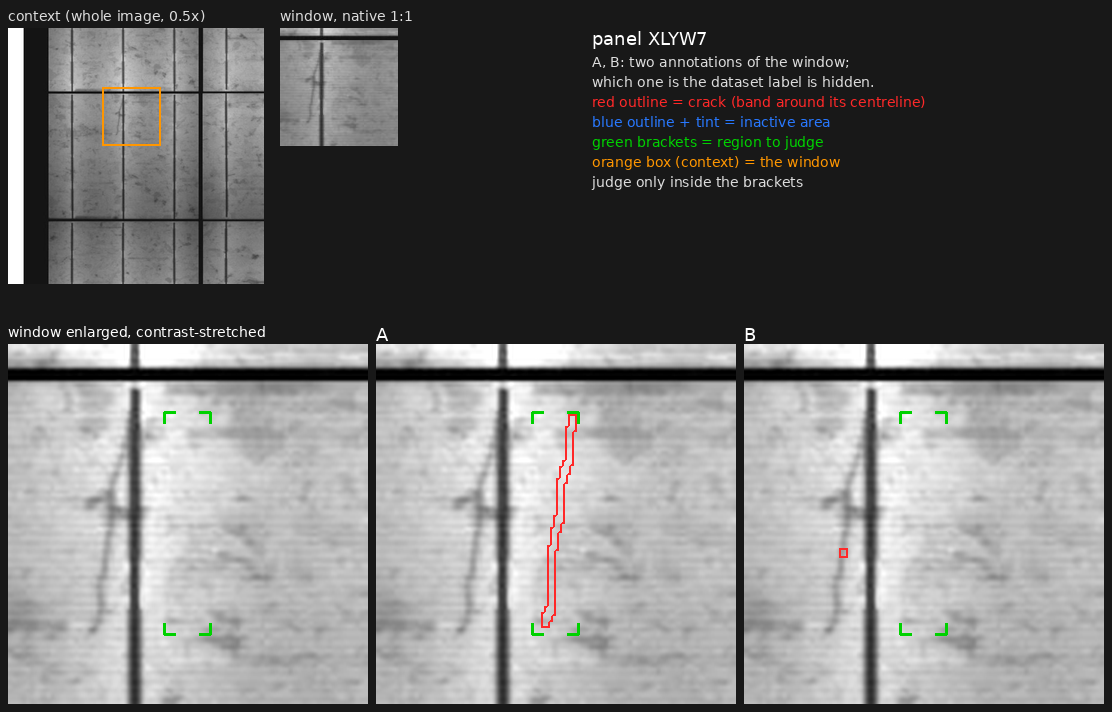 context (whole image, 0.5x)
window, native 1:1
panel XLYW7
A, B: two annotations of the window;
which one is the dataset label is hidden.
red outline = crack (band around its centreline)
blue outline + tint = inactive area
green brackets = region to judge
orange box (context) = the window
judge only inside the brackets
window enlarged, contrast-stretched
A
B